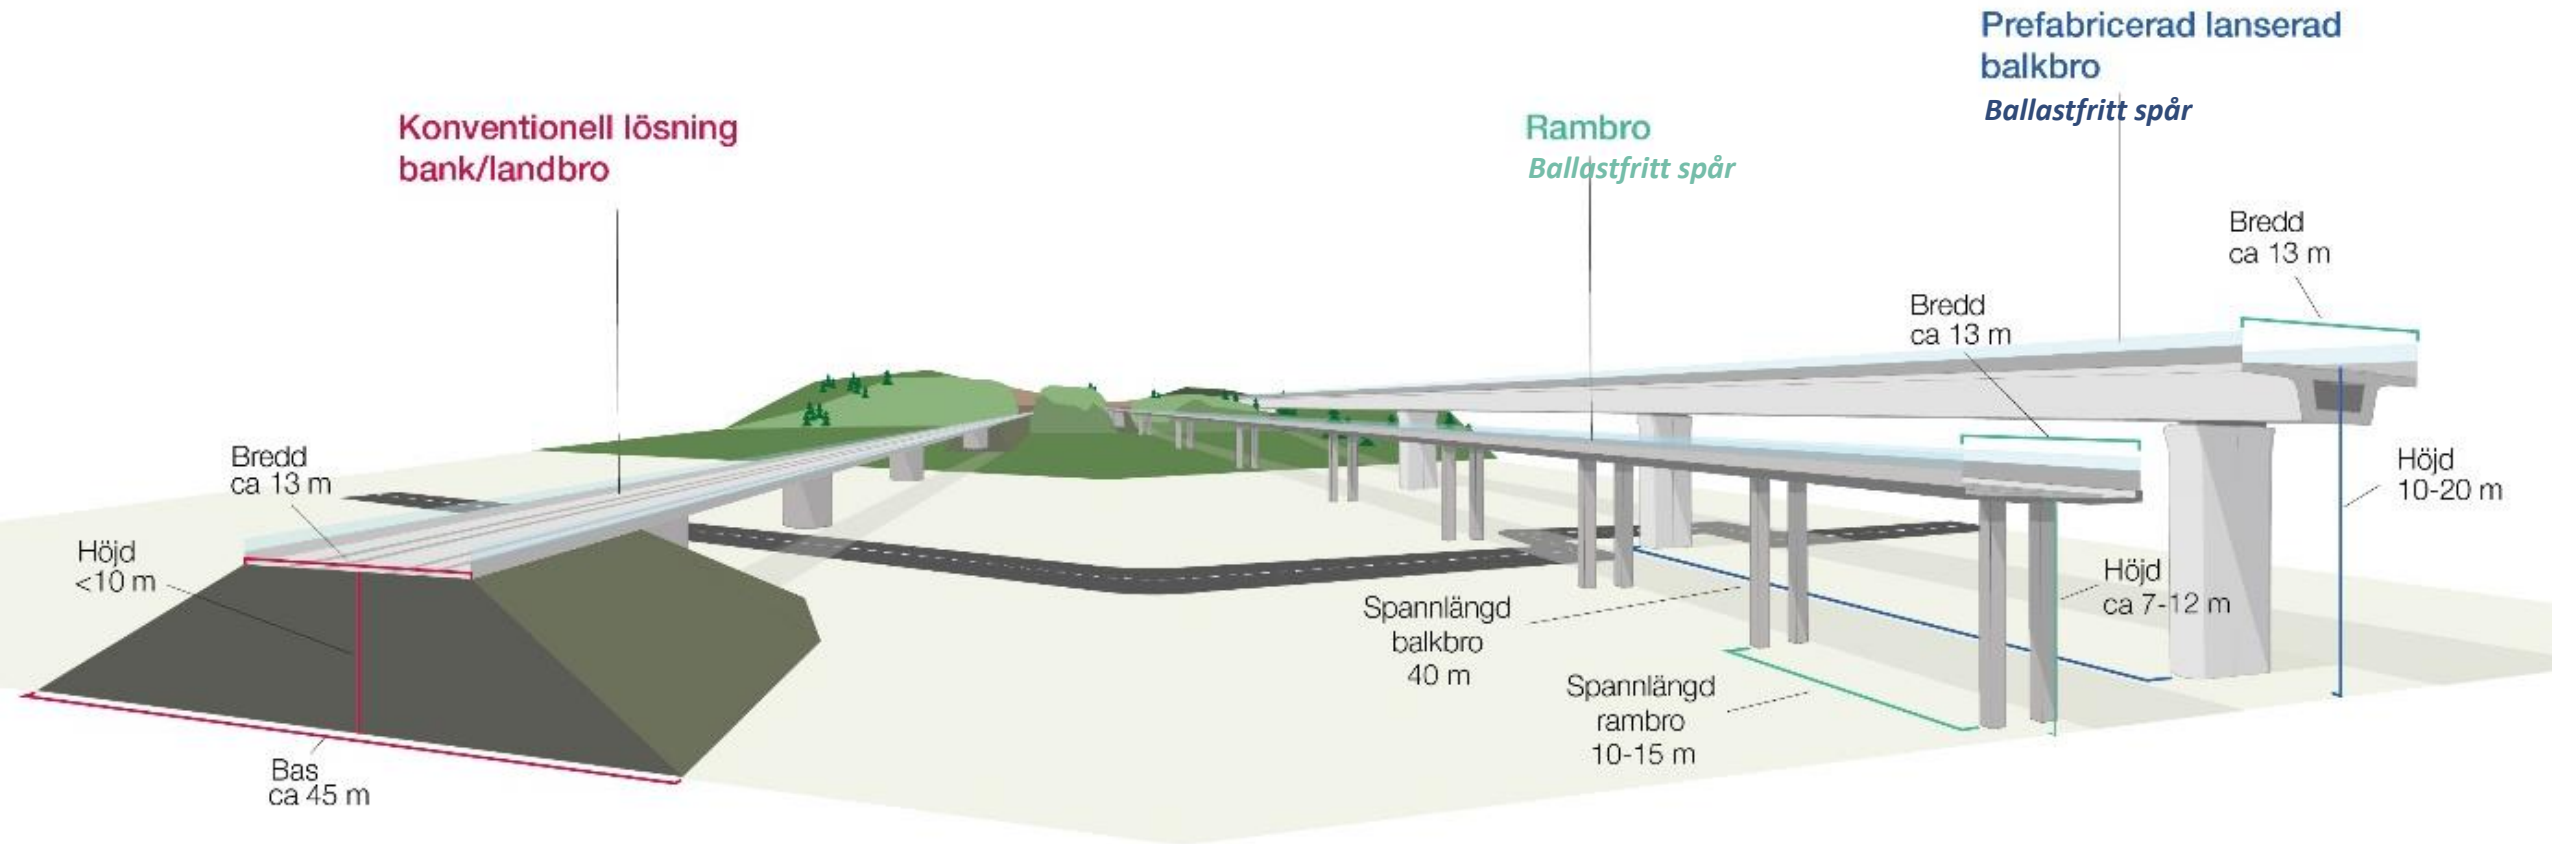 Prefabricerad lanserad
balkbro
Ballastfritt spår
Konventionell lösning
bank/landbro
Rambro
Ballastfritt spår
Bredd
ca 13 m
Bredd
ca 13 m
Bredd
ca 13 m
Höjd
10-20 m
Höjd
<10 m
Höjd
ca 7-12 m
Spannlängd
balkbro
40 m
Spannlängd
rambro
10-15 m
Bas
ca 45 m